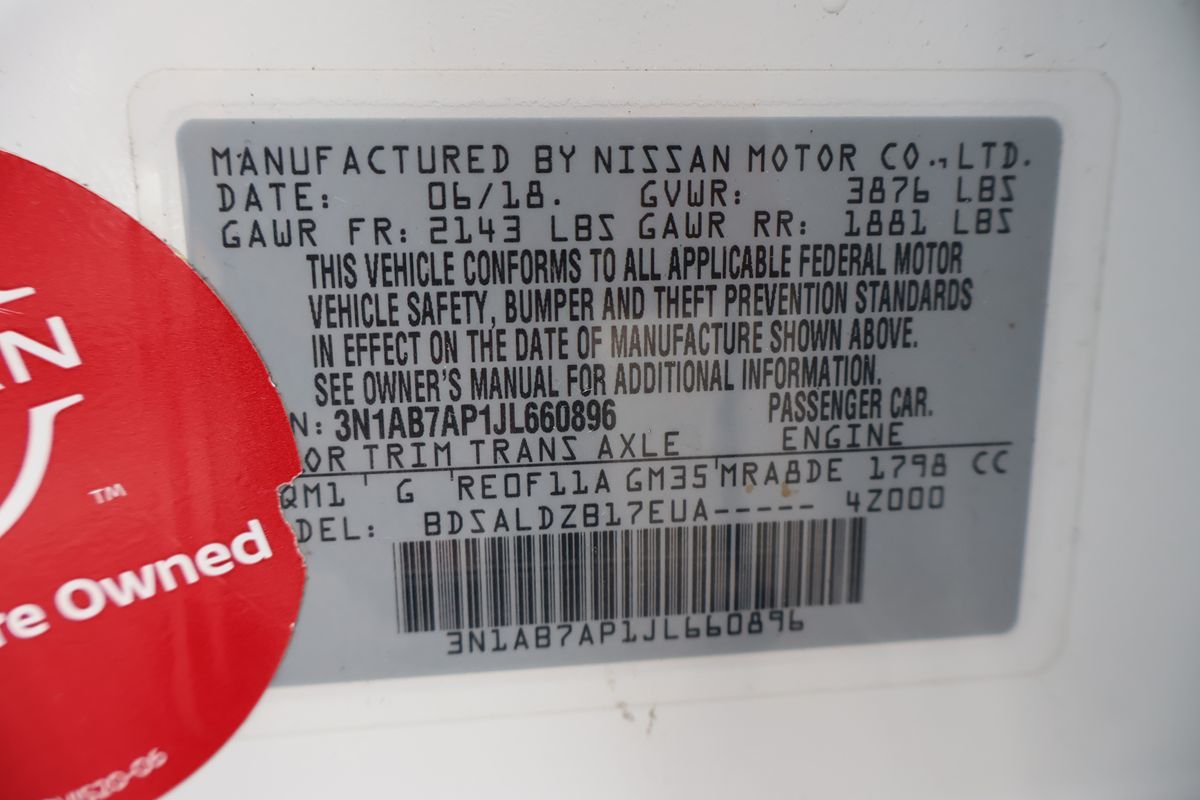 MANUFACTURED BY NISSAN MOTOR CO., LTD.
DATE: 06/18. GVWR: 3876 LBS
GAWR FR: 2143 LBS GAWR RR: 1881 LBS
THIS VEHICLE CONFORMS TO ALL APPLICABLE FEDERAL MOTOR
VEHICLE SAFETY, BUMPER AND THEFT PREVENTION STANDARDS
IN EFFECT ON THE DATE OF MANUFACTURE SHOWN ABOVE.
SEE OWNER'S MANUAL FOR ADDITIONAL INFORMATION.
N: 3N1AB7AP1JL660896 PASSENGER CAR.
OR TRIM TRANS AXLE ENGINE
QM1 G RE0F11A GM35 MRA8DE 1798 CC
DEL: BDSALDZB17EUA----- 4Z000
3N1AB7AP1JL660896
AN
TM
re Owned